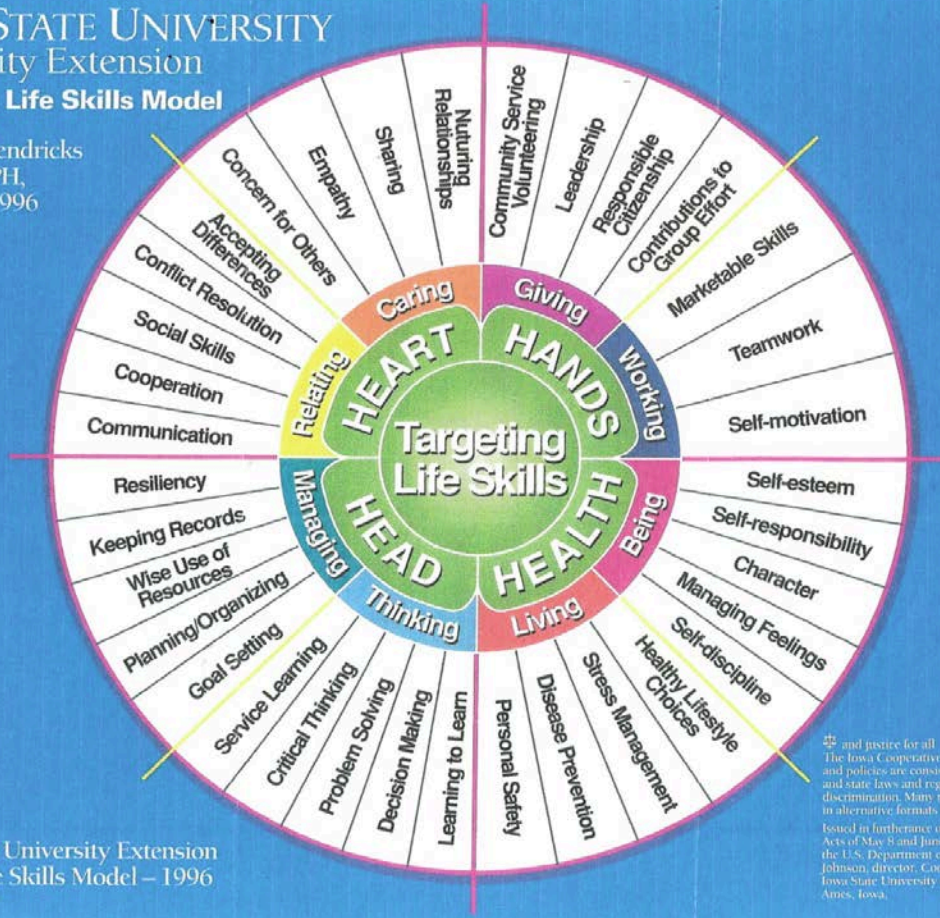 STATE UNIVERSITY
ity Extension
Life Skills Model
endricks
H,
996
Nuturing
Relationships
Sharing
Empathy
Concern for Others
Accepting
Differences
Conflict Resolution
Social Skills
Cooperation
Communication
Community Service
Volunteering
Leadership
Responsible
Citizenship
Contributions to
Group Effort
Marketable Skills
Teamwork
Self-motivation
Caring
Giving
Relating
Working
HEART
HANDS
Targeting
Life Skills
HEAD
HEALTH
Managing
Being
Thinking
Living
Resiliency
Keeping Records
Wise Use of
Resources
Planning/Organizing
Goal Setting
Service Learning
Critical Thinking
Problem Solving
Decision Making
Learning to Learn
Self-esteem
Self-responsibility
Character
Managing Feelings
Self-discipline
Healthy Lifestyle
Choices
Stress Management
Disease Prevention
Personal Safety
University Extension
Skills Model – 1996
and justice for all
The Iowa Cooperative
and policies are consi
and state laws and reg
discrimination. Many
in alternative formats
Issued in furtherance
Acts of May 8 and Jun
the U.S. Department
Johnson, director, Coo
Iowa State University
Ames, Iowa.